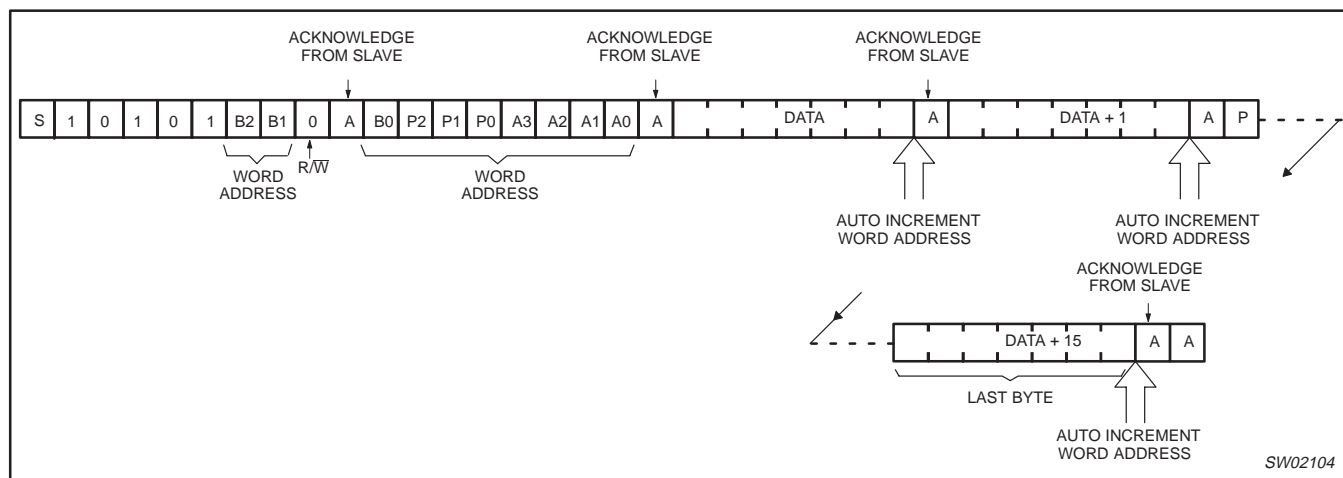 ACKNOWLEDGE
FROM SLAVE
ACKNOWLEDGE
FROM SLAVE
ACKNOWLEDGE
FROM SLAVE
S 1 0 1 0 1 B2 B1 0 A B0 P2 P1 P0 A3 A2 A1 A0 A DATA A DATA + 1 A P
R/W̅
WORD
ADDRESS
WORD
ADDRESS
AUTO INCREMENT
WORD ADDRESS
AUTO INCREMENT
WORD ADDRESS
ACKNOWLEDGE
FROM SLAVE
DATA + 15 A A
LAST BYTE
AUTO INCREMENT
WORD ADDRESS
SW02104